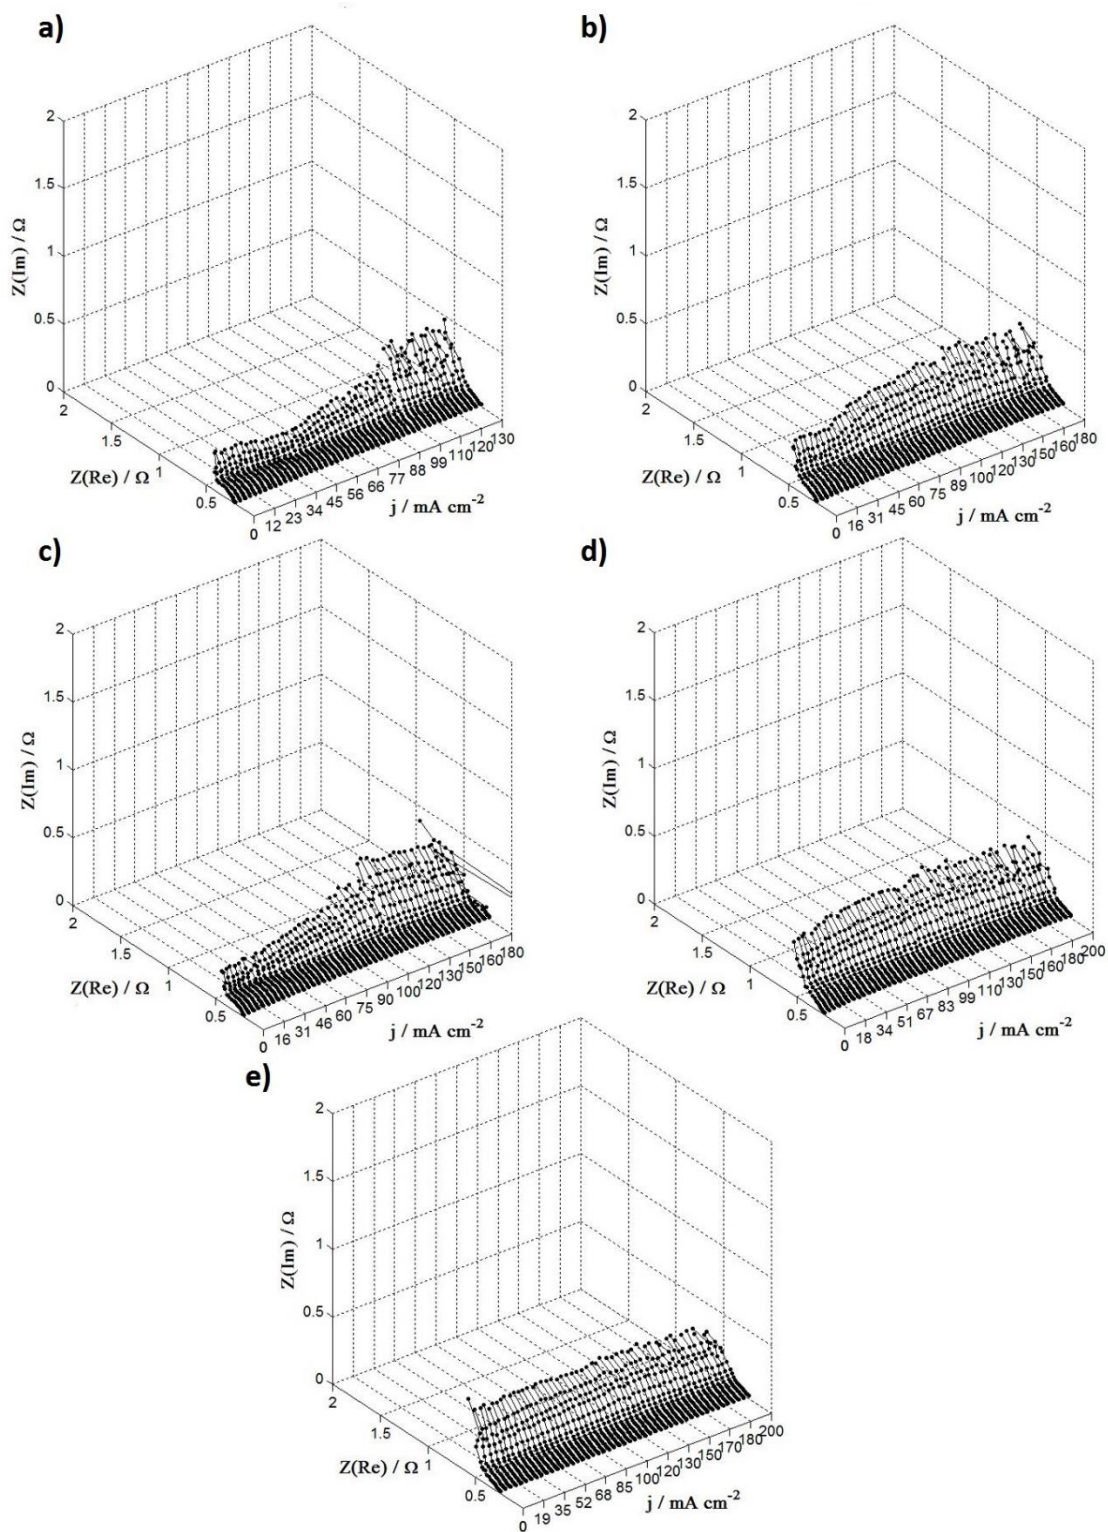 a)
2
1.5
1
0.5
0
Z(Im) / Ω
2
1.5
1
0.5
0
Z(Re) / Ω
12 23 34 45 56 66 77 88 99 110 120 130
j / mA cm-2
b)
2
1.5
1
0.5
0
Z(Im) / Ω
2
1.5
1
0.5
0
Z(Re) / Ω
16 31 45 60 75 89 100 120 130 150 160 180
j / mA cm-2
c)
2
1.5
1
0.5
0
Z(Im) / Ω
2
1.5
1
0.5
0
Z(Re) / Ω
16 31 46 60 75 90 100 120 130 150 160 180
j / mA cm-2
d)
2
1.5
1
0.5
0
Z(Im) / Ω
2
1.5
1
0.5
0
Z(Re) / Ω
18 34 51 67 83 99 110 130 150 160 180 200
j / mA cm-2
e)
2
1.5
1
0.5
0
Z(Im) / Ω
2
1.5
1
0.5
0
Z(Re) / Ω
19 35 52 68 85 100 120 130 150 170 180 200
j / mA cm-2